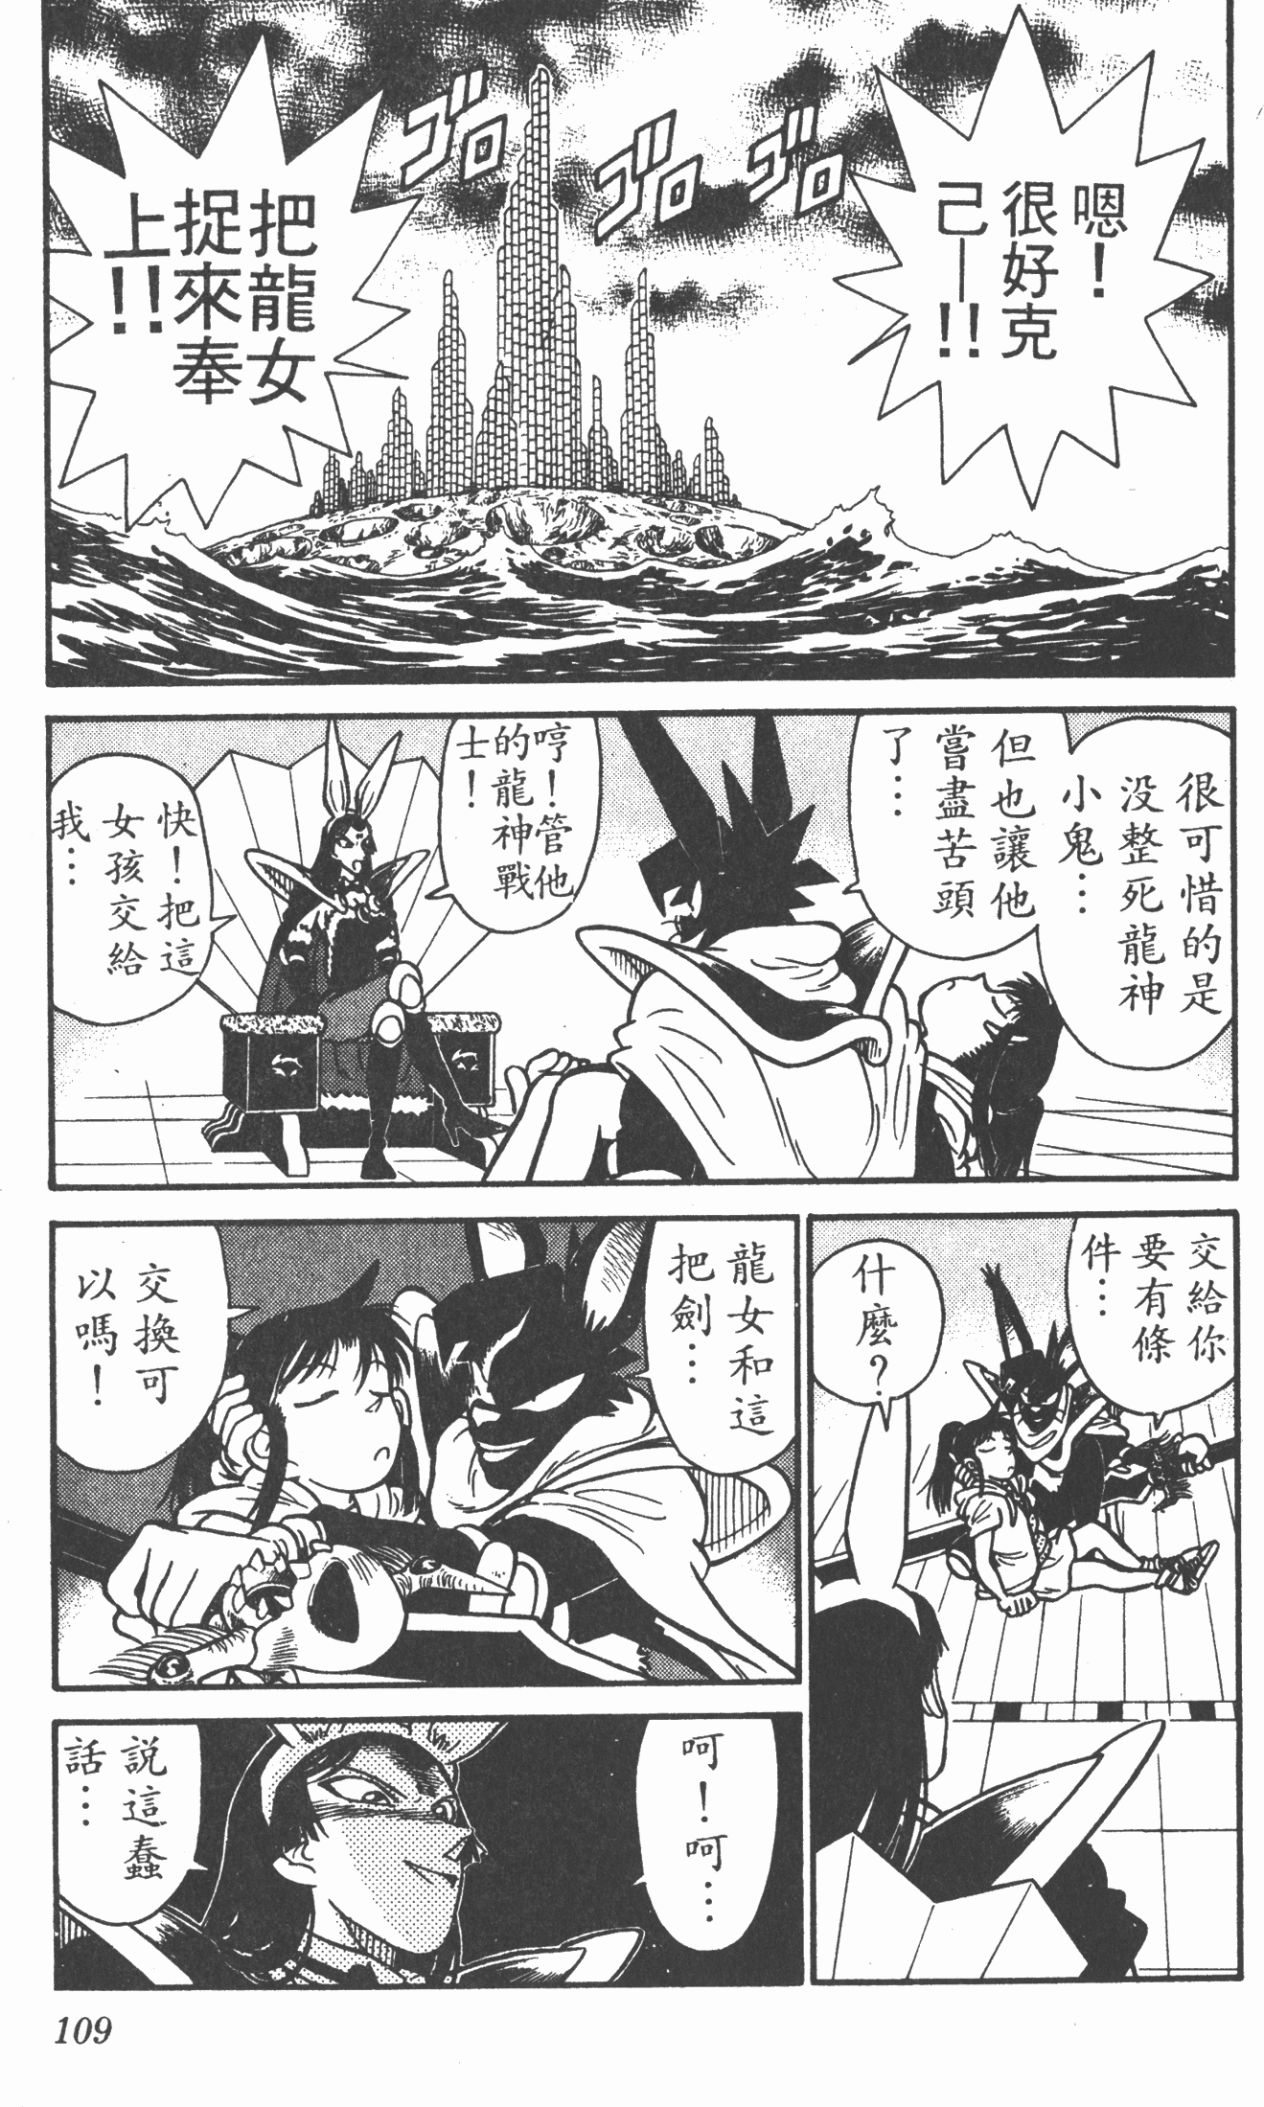 嗯！
很好克
己—!!
ゴロ
ゴロ
ゴロ
把龍女
捉來奉
上!!
很可惜的是
没整死龍神
小鬼…
但也讓他
嘗盡苦頭
了…
哼！管他
的龍神戰
士！
快！把這
女孩交給
我…
交給你
要有條
件…
什麼？
龍女和這
把劍…
交換可
以嗎！
呵！呵…
說這蠢
話…
109